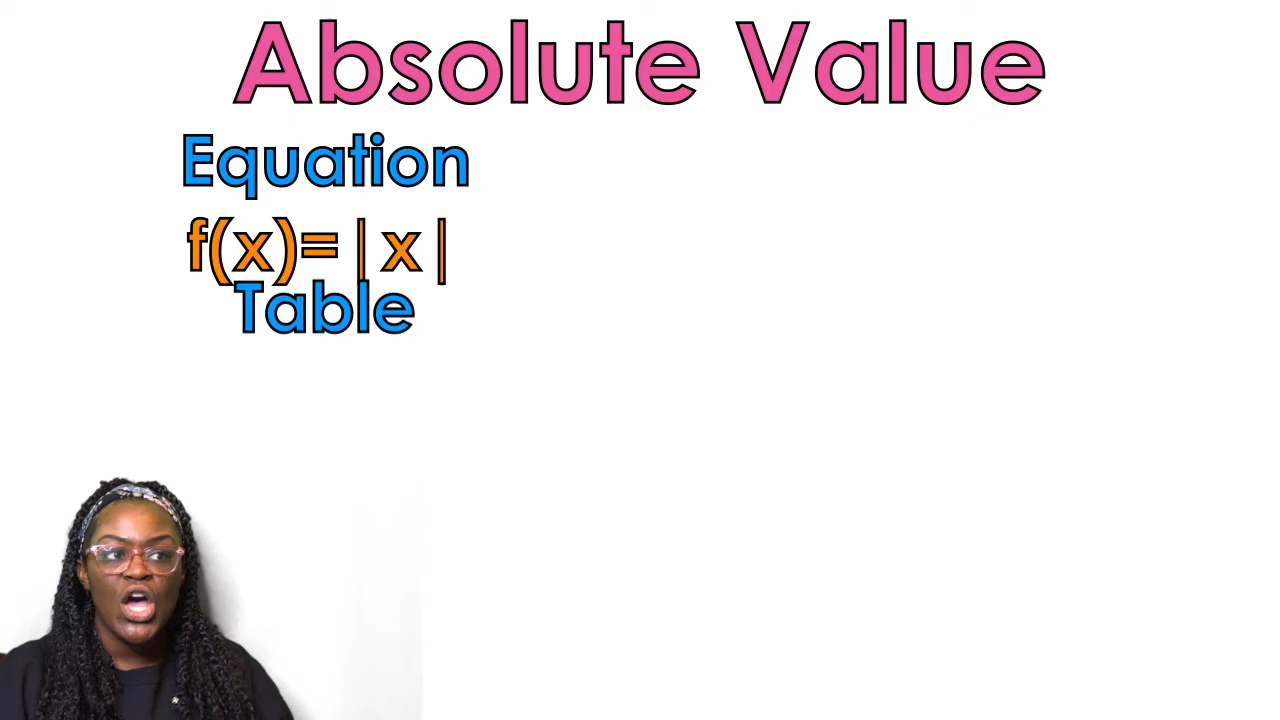 Absolute Value
Equation
f(x)=|x|
Table